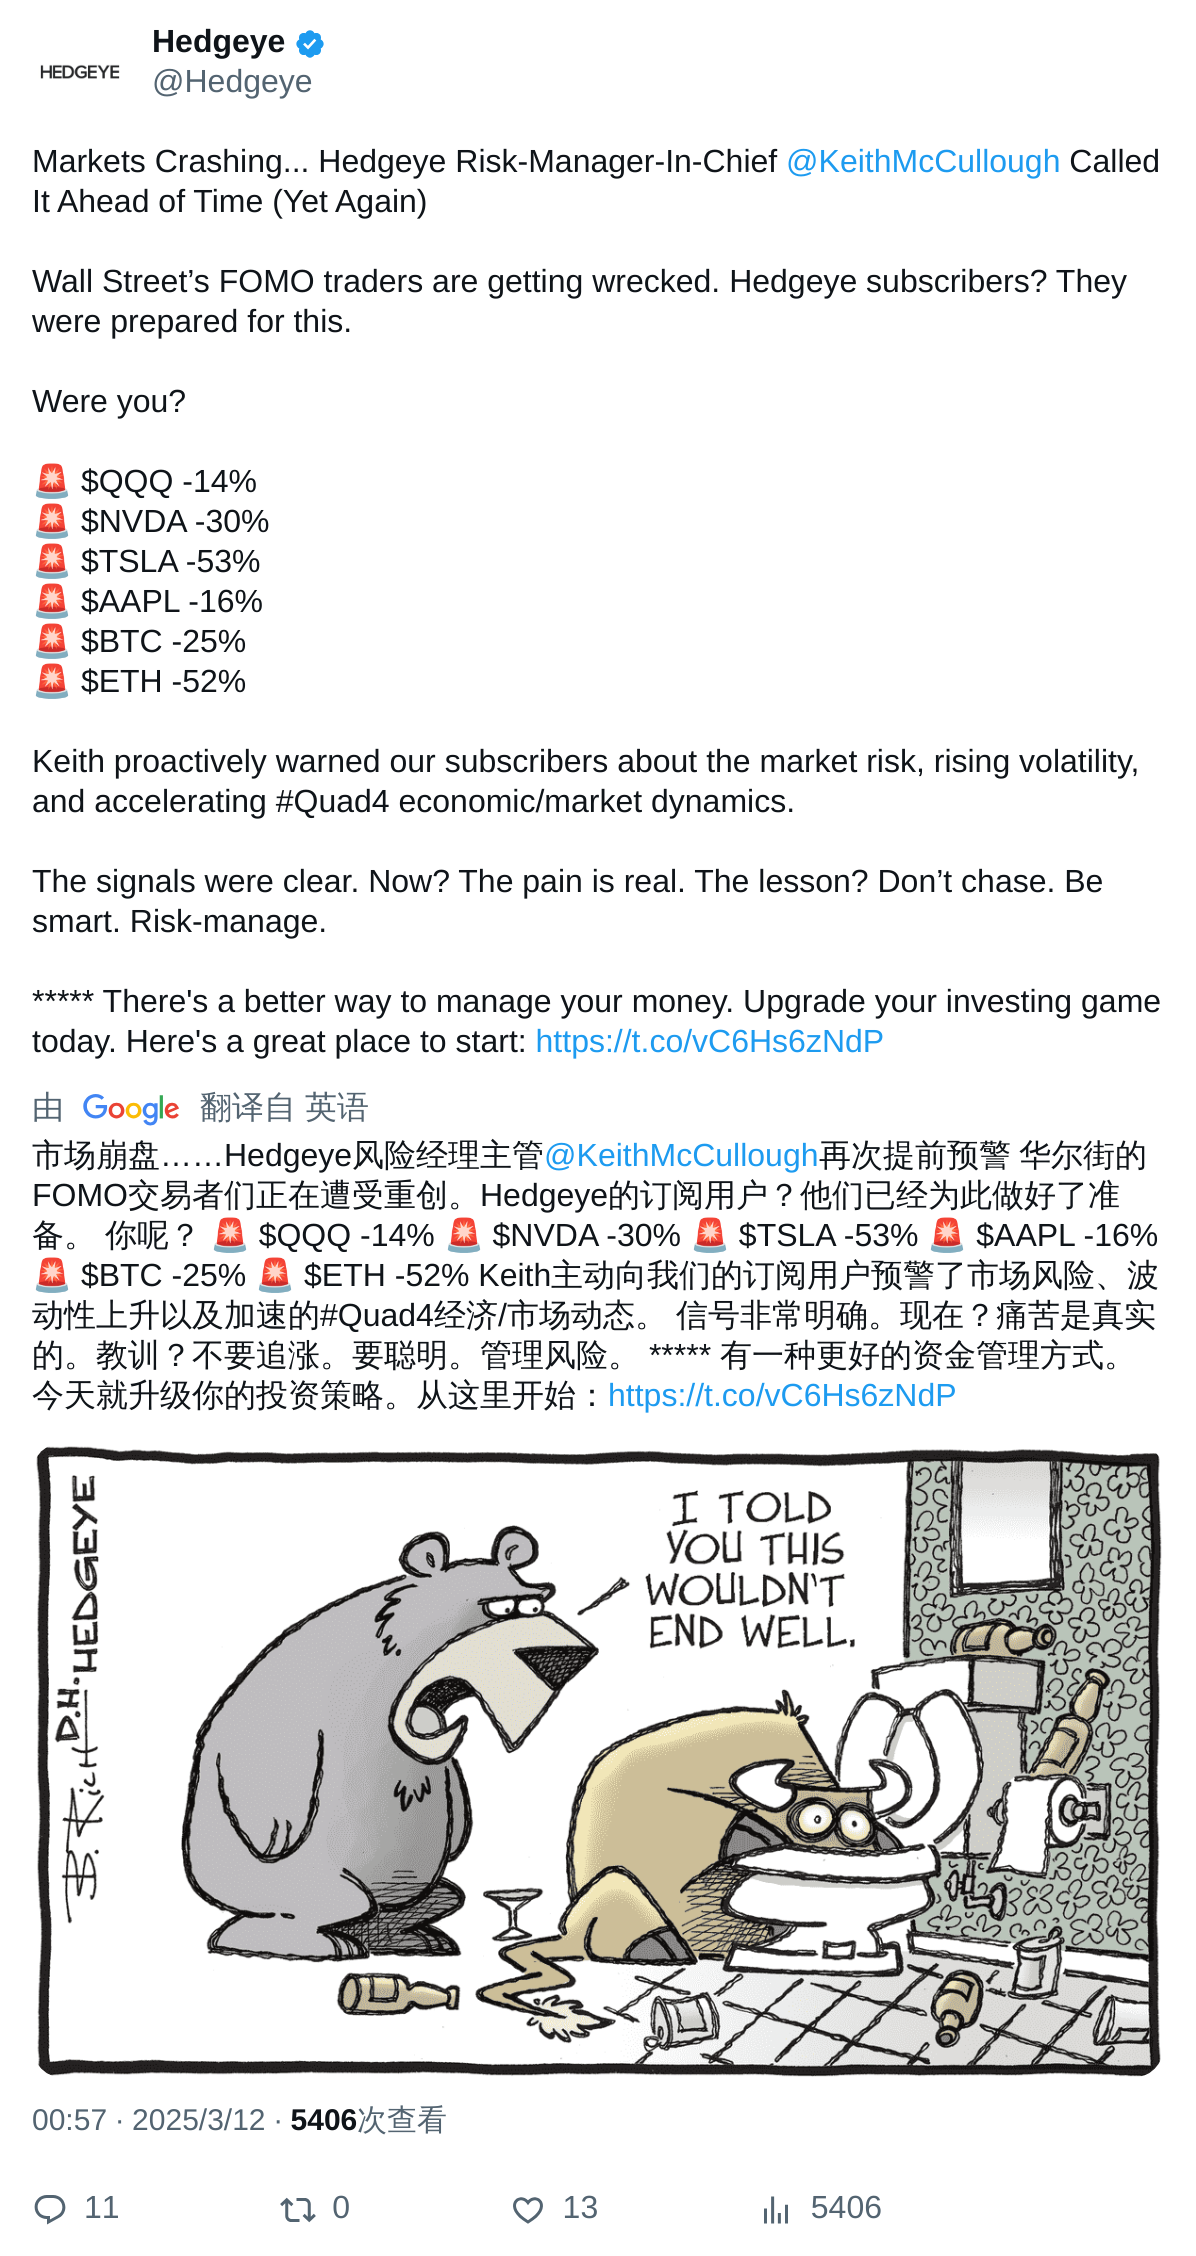 Hedgeye
HEDGEYE
@Hedgeye
Markets Crashing... Hedgeye Risk-Manager-In-Chief @KeithMcCullough Called
It Ahead of Time (Yet Again)
Wall Street’s FOMO traders are getting wrecked. Hedgeye subscribers? They
were prepared for this.
Were you?
🚨 $QQQ -14%
🚨 $NVDA -30%
🚨 $TSLA -53%
🚨 $AAPL -16%
🚨 $BTC -25%
🚨 $ETH -52%
Keith proactively warned our subscribers about the market risk, rising volatility,
and accelerating #Quad4 economic/market dynamics.
The signals were clear. Now? The pain is real. The lesson? Don’t chase. Be
smart. Risk-manage.
***** There's a better way to manage your money. Upgrade your investing game
today. Here's a great place to start: https://t.co/vC6Hs6zNdP
由 Google 翻译自 英语
市场崩盘……Hedgeye风险经理主管@KeithMcCullough再次提前预警 华尔街的
FOMO交易者们正在遭受重创。Hedgeye的订阅用户？他们已经为此做好了准
备。 你呢？ 🚨 $QQQ -14% 🚨 $NVDA -30% 🚨 $TSLA -53% 🚨 $AAPL -16%
🚨 $BTC -25% 🚨 $ETH -52% Keith主动向我们的订阅用户预警了市场风险、波
动性上升以及加速的#Quad4经济/市场动态。 信号非常明确。现在？痛苦是真实
的。教训？不要追涨。要聪明。管理风险。 ***** 有一种更好的资金管理方式。
今天就升级你的投资策略。从这里开始：https://t.co/vC6Hs6zNdP
I TOLD
YOU THIS
WOULDN'T
END WELL.
B. Rich D.H. HEDGEYE
00:57 · 2025/3/12 · 5406次查看
11 0 13 5406